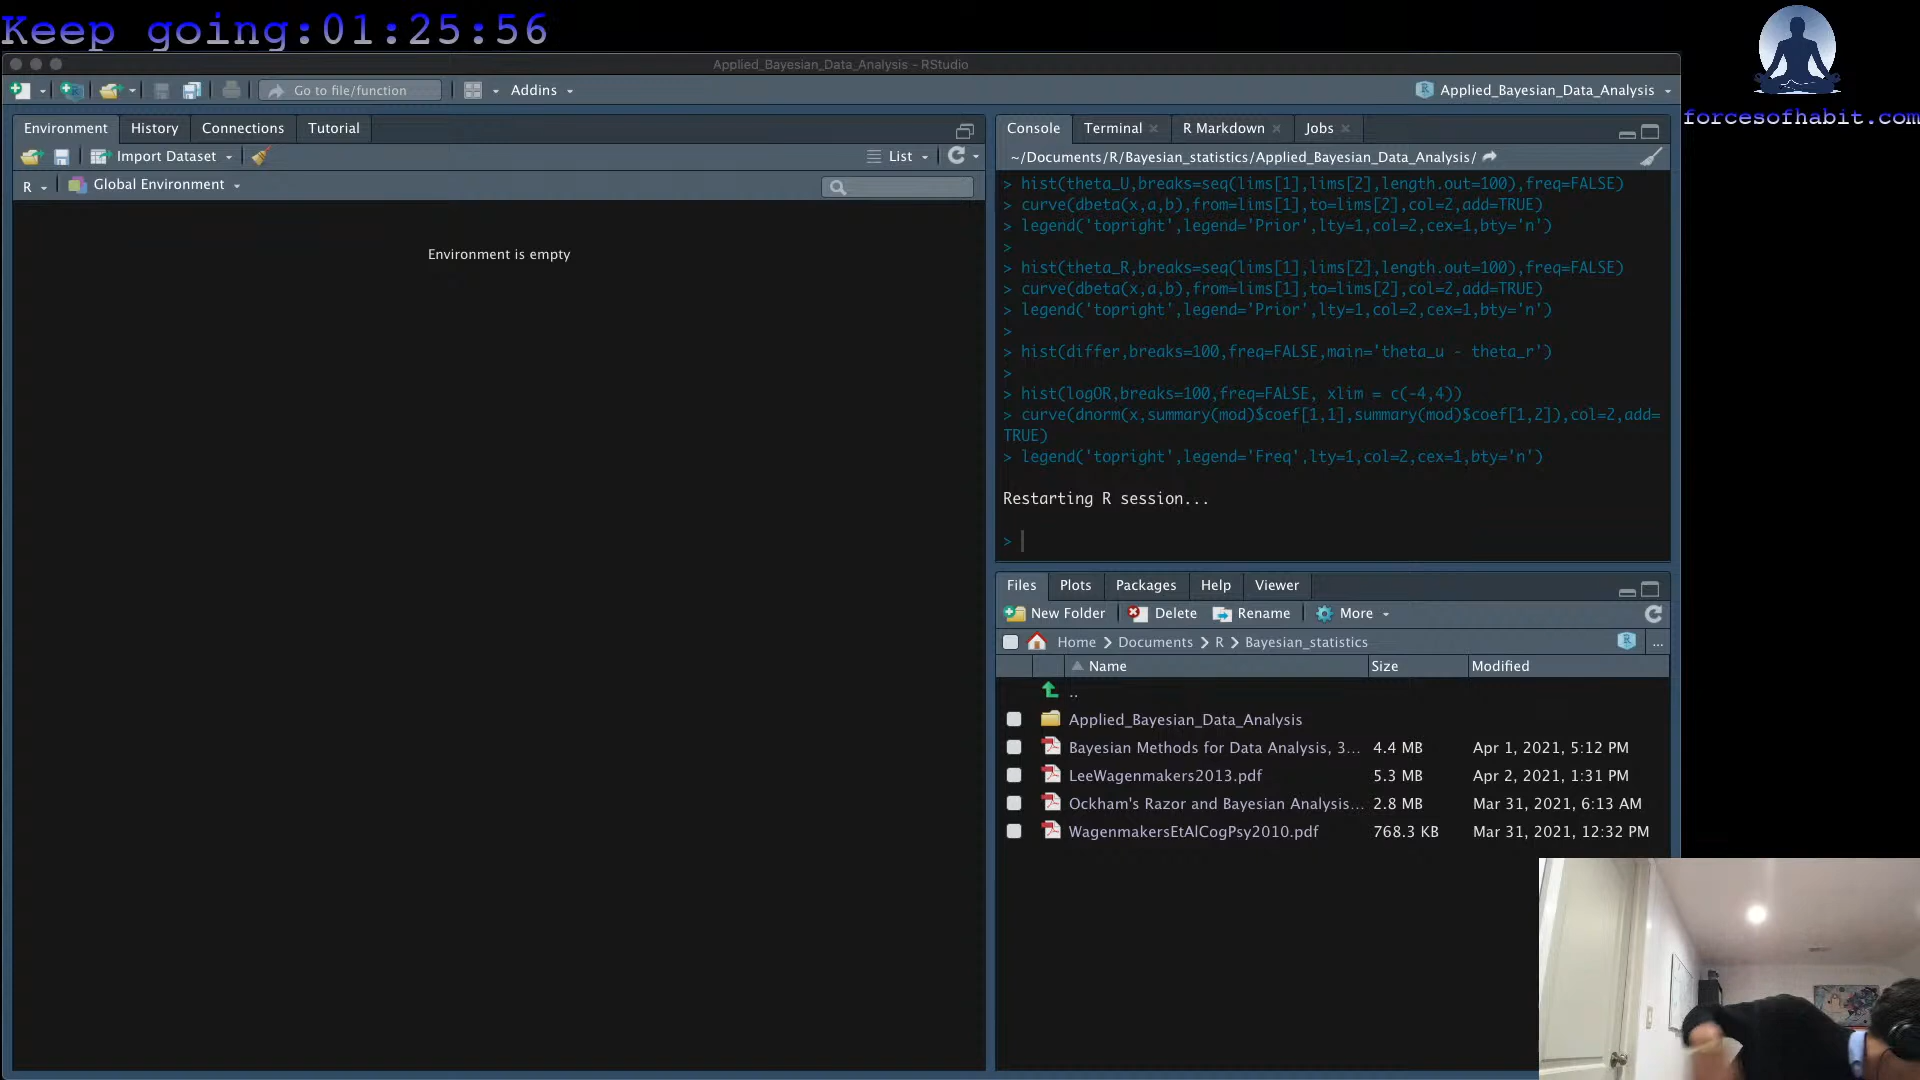 Keep going:01:25:56
forcesofhabit.com
Applied_Bayesian_Data_Analysis - RStudio
Go to file/function
Addins
Applied_Bayesian_Data_Analysis
Environment History Connections Tutorial
Import Dataset
List
R
Global Environment
Environment is empty
Console Terminal R Markdown Jobs
~/Documents/R/Bayesian_statistics/Applied_Bayesian_Data_Analysis/
> hist(theta_U,breaks=seq(lims[1],lims[2],length.out=100),freq=FALSE)
> curve(dbeta(x,a,b),from=lims[1],to=lims[2],col=2,add=TRUE)
> legend('topright',legend='Prior',lty=1,col=2,cex=1,bty='n')
>
> hist(theta_R,breaks=seq(lims[1],lims[2],length.out=100),freq=FALSE)
> curve(dbeta(x,a,b),from=lims[1],to=lims[2],col=2,add=TRUE)
> legend('topright',legend='Prior',lty=1,col=2,cex=1,bty='n')
>
> hist(differ,breaks=100,freq=FALSE,main='theta_u - theta_r')
>
> hist(logOR,breaks=100,freq=FALSE, xlim = c(-4,4))
> curve(dnorm(x,summary(mod)$coef[1,1],summary(mod)$coef[1,2]),col=2,add=
TRUE)
> legend('topright',legend='Freq',lty=1,col=2,cex=1,bty='n')
Restarting R session...
>
Files Plots Packages Help Viewer
New Folder Delete Rename More
Home > Documents > R > Bayesian_statistics ...
Name Size Modified
..
Applied_Bayesian_Data_Analysis
Bayesian Methods for Data Analysis, 3... 4.4 MB Apr 1, 2021, 5:12 PM
LeeWagenmakers2013.pdf 5.3 MB Apr 2, 2021, 1:31 PM
Ockham's Razor and Bayesian Analysis... 2.8 MB Mar 31, 2021, 6:13 AM
WagenmakersEtAlCogPsy2010.pdf 768.3 KB Mar 31, 2021, 12:32 PM